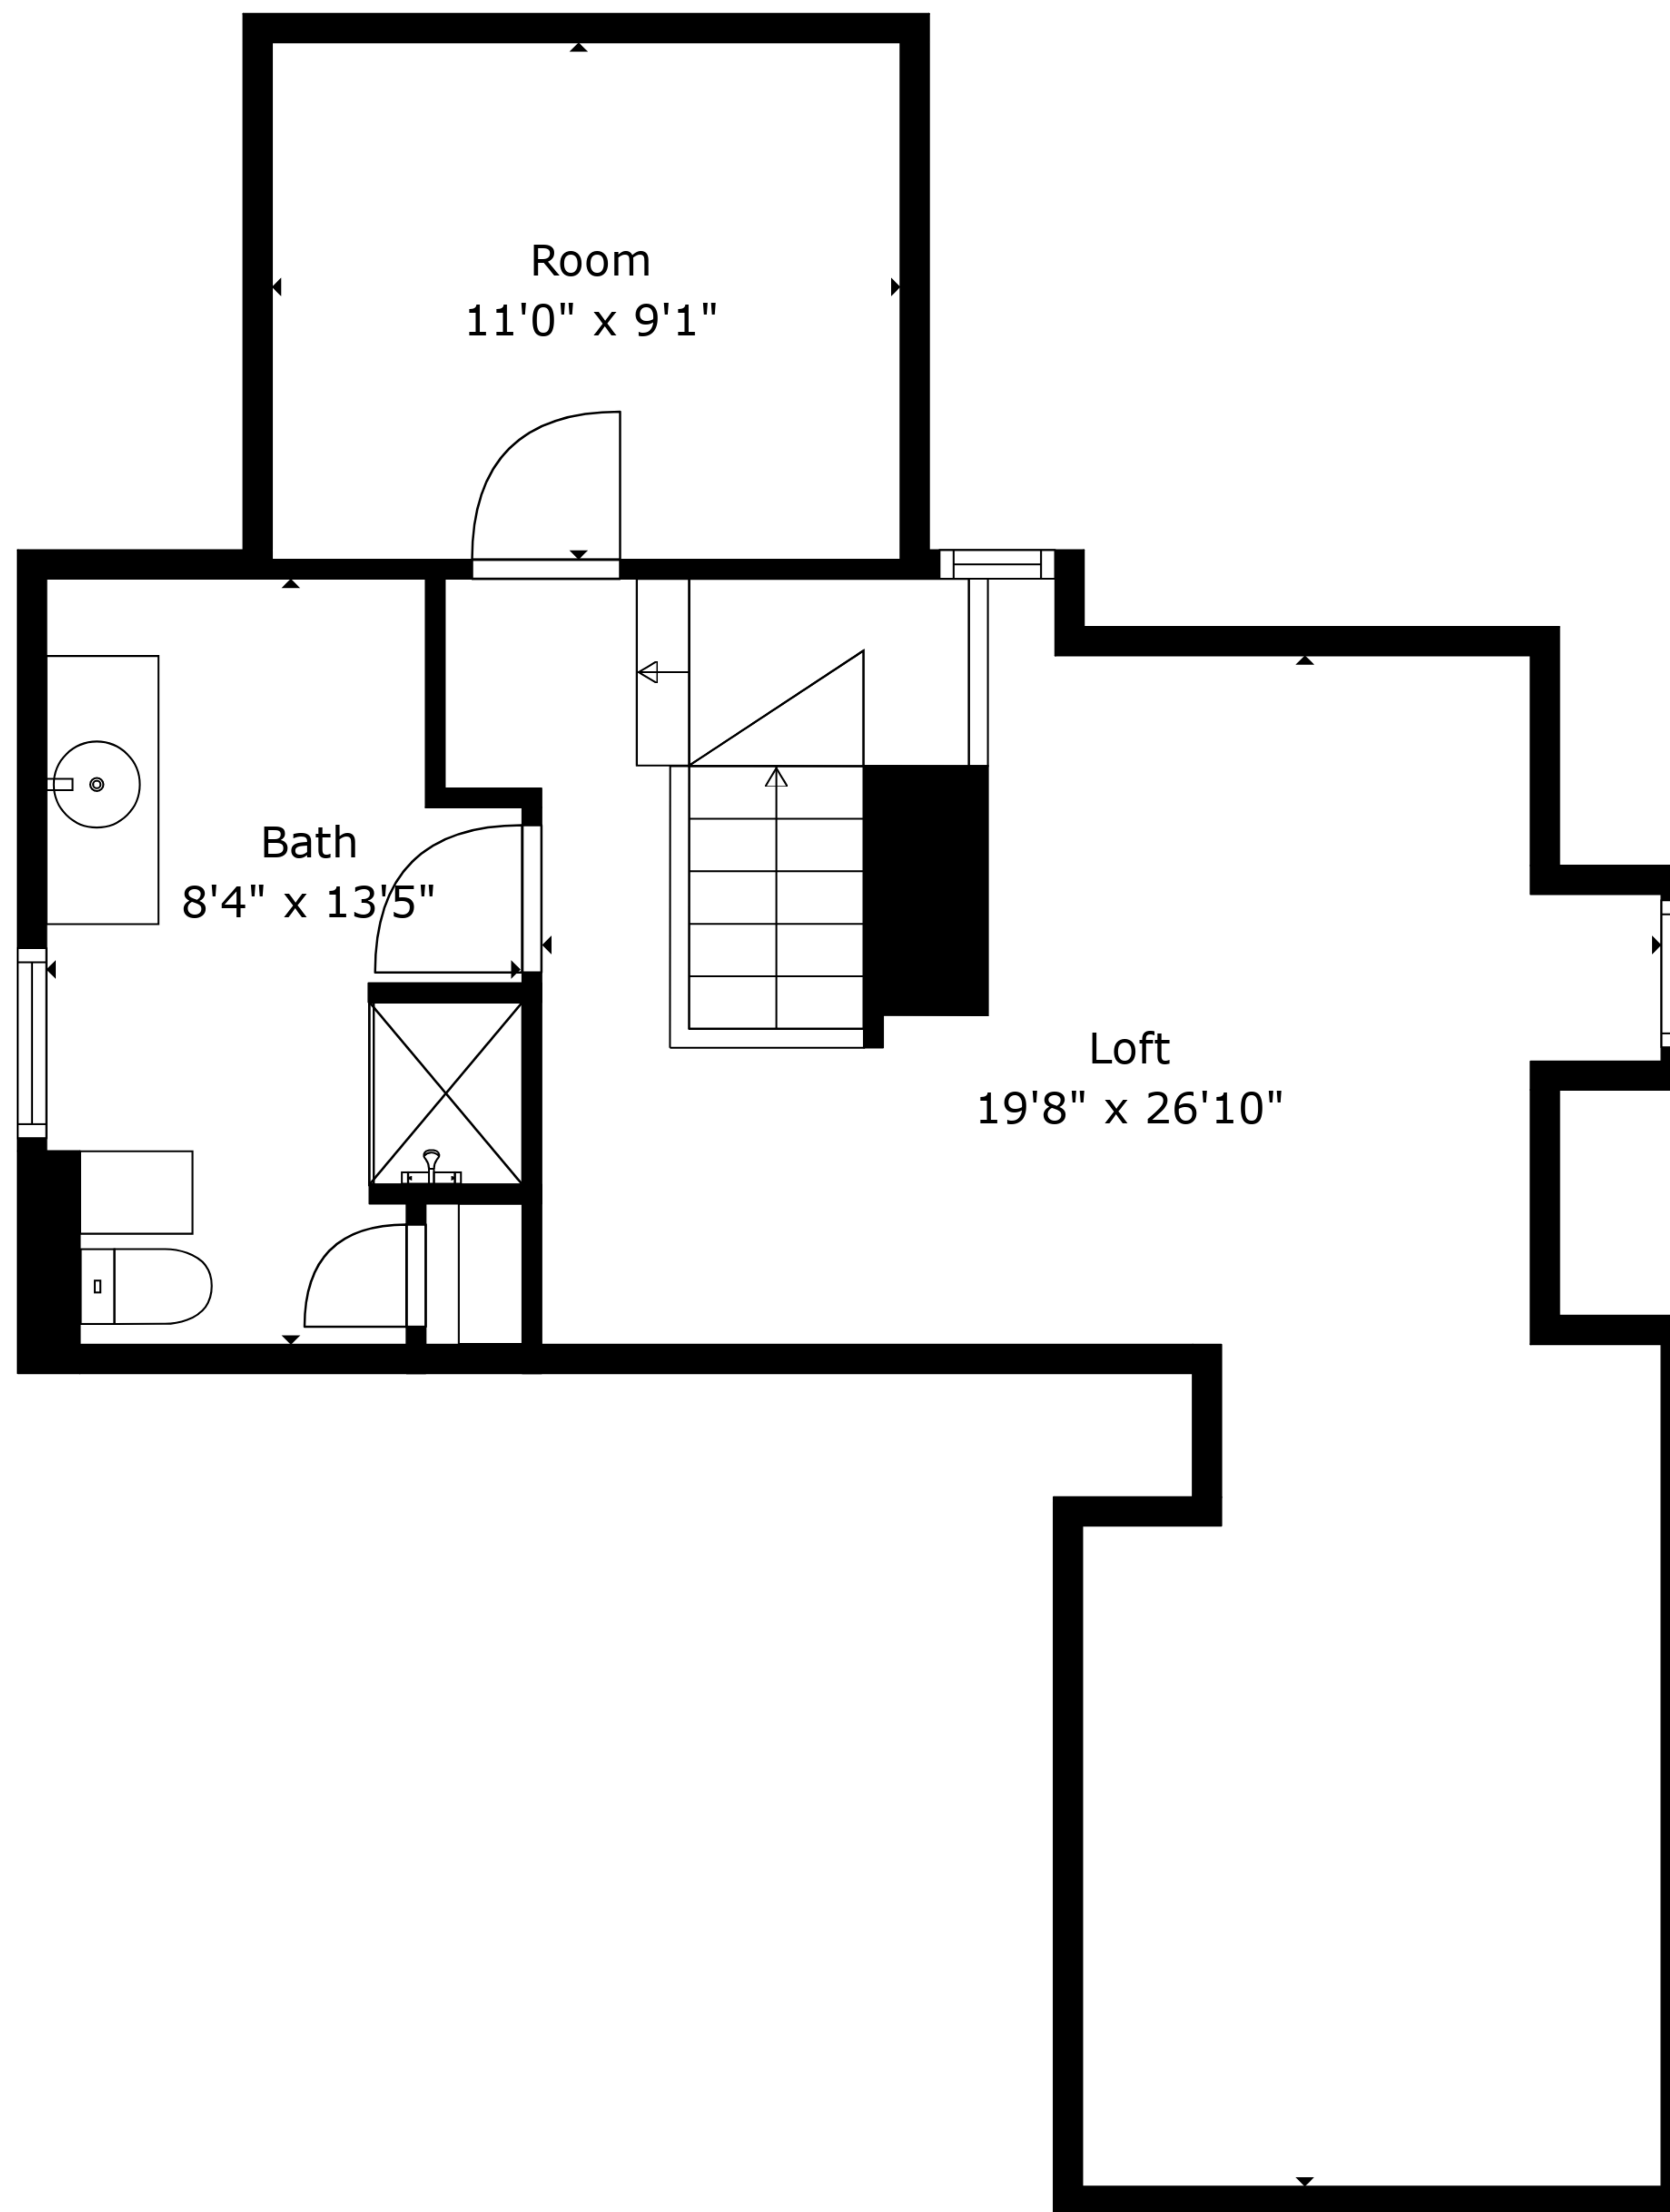 Room
11'0" x 9'1"
Bath
8'4" x 13'5"
Loft
19'8" x 26'10"